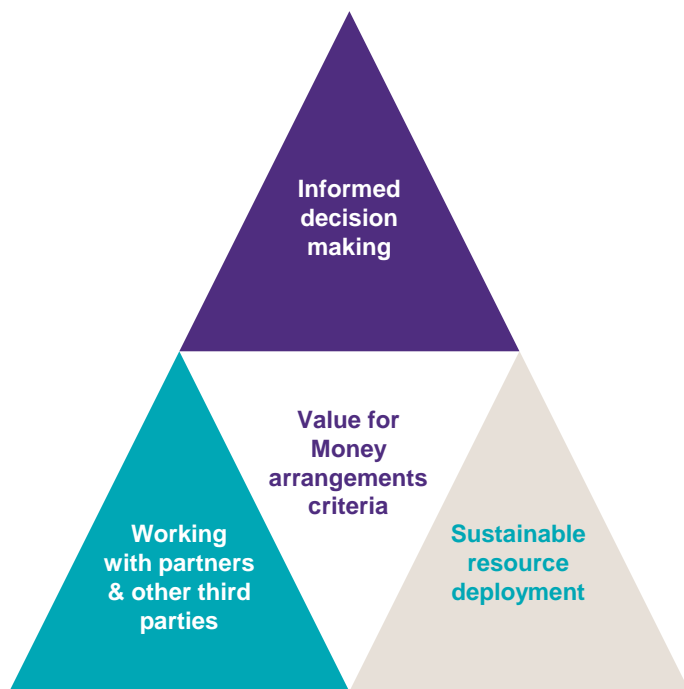 Informed
decision
making
Value for
Money
arrangements
criteria
Working
with partners
& other third
parties
Sustainable
resource
deployment